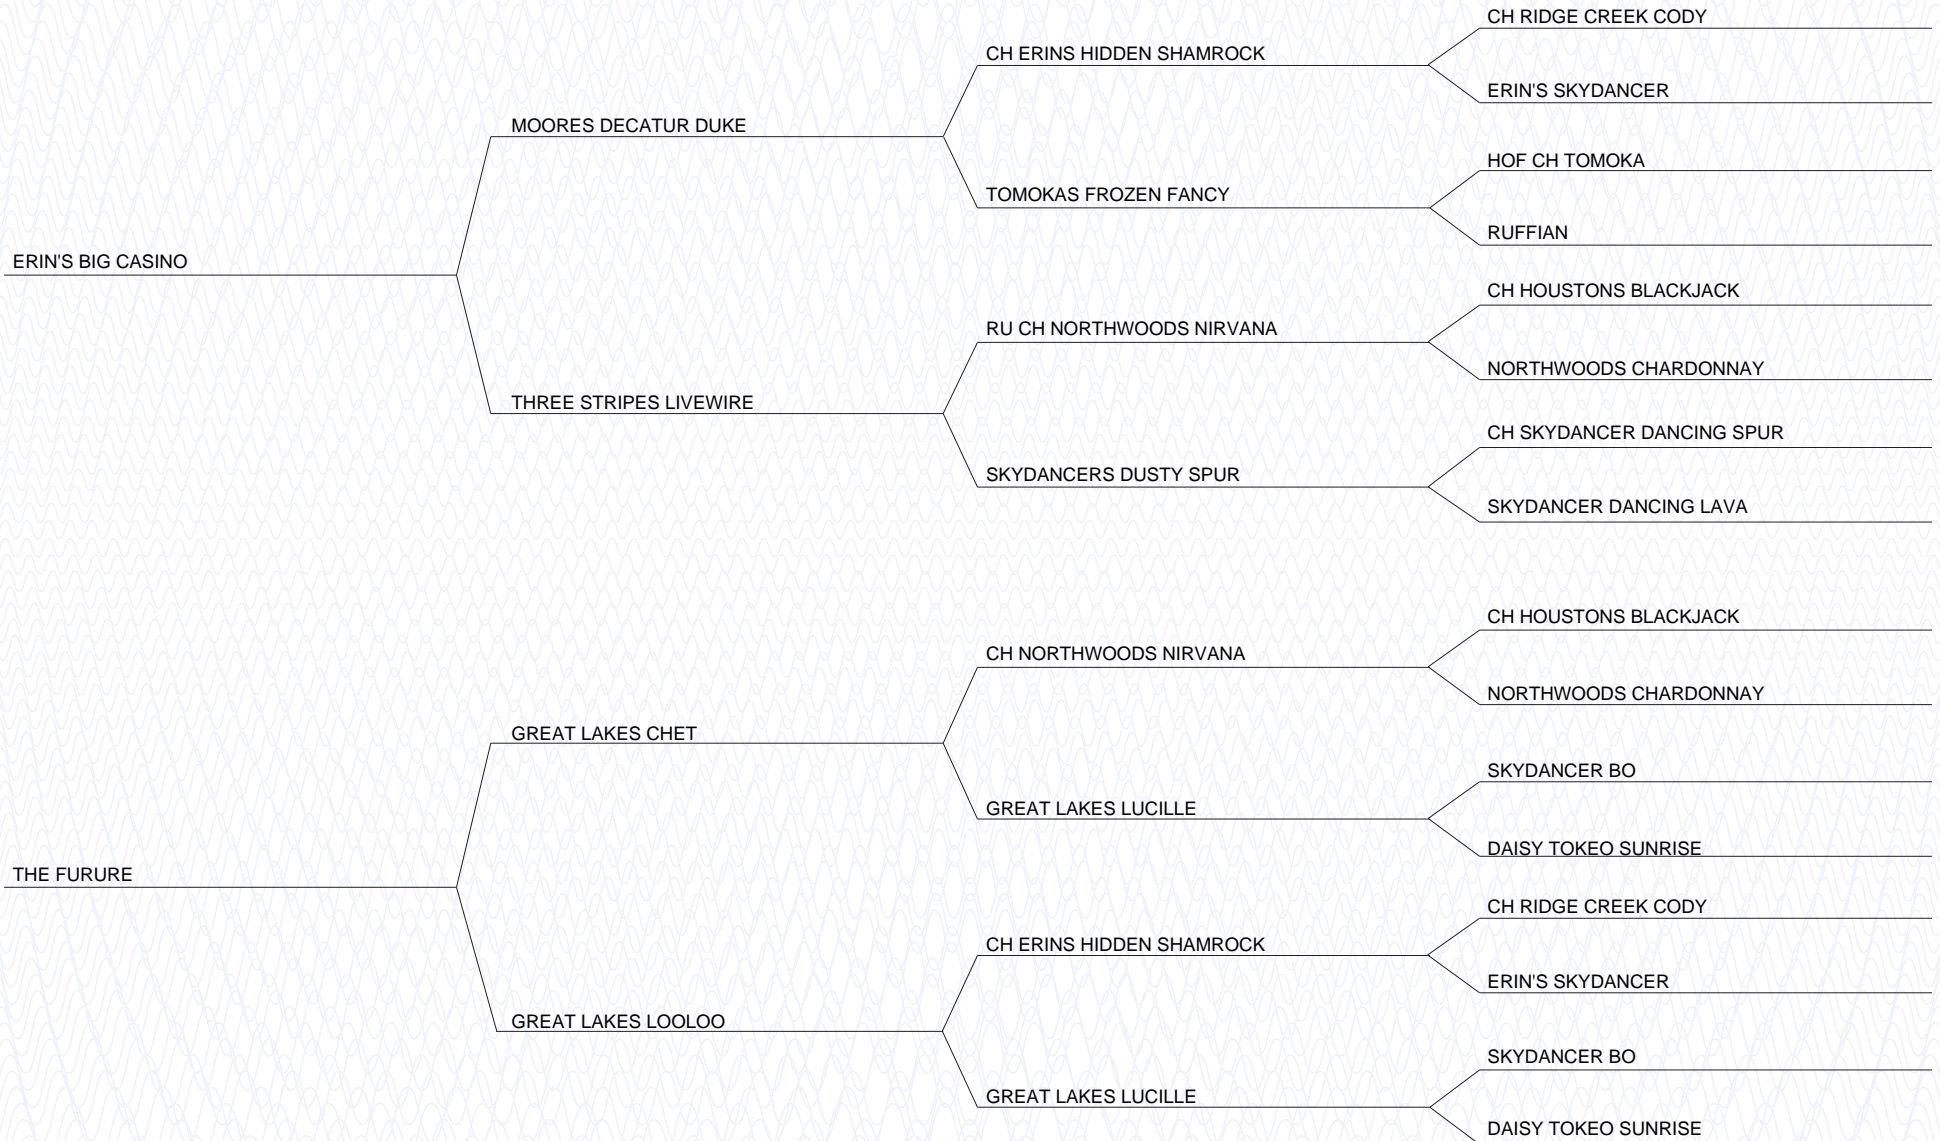 CH RIDGE CREEK CODY
CH ERINS HIDDEN SHAMROCK
ERIN'S SKYDANCER
MOORES DECATUR DUKE
HOF CH TOMOKA
TOMOKAS FROZEN FANCY
RUFFIAN
ERIN'S BIG CASINO
CH HOUSTONS BLACKJACK
RU CH NORTHWOODS NIRVANA
NORTHWOODS CHARDONNAY
THREE STRIPES LIVEWIRE
CH SKYDANCER DANCING SPUR
SKYDANCERS DUSTY SPUR
SKYDANCER DANCING LAVA
CH HOUSTONS BLACKJACK
CH NORTHWOODS NIRVANA
NORTHWOODS CHARDONNAY
GREAT LAKES CHET
SKYDANCER BO
GREAT LAKES LUCILLE
DAISY TOKEO SUNRISE
THE FURURE
CH RIDGE CREEK CODY
CH ERINS HIDDEN SHAMROCK
ERIN'S SKYDANCER
GREAT LAKES LOOLOO
SKYDANCER BO
GREAT LAKES LUCILLE
DAISY TOKEO SUNRISE